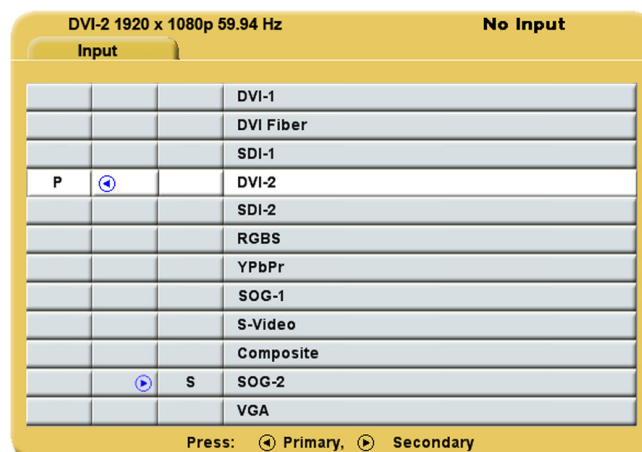 DVI-2 1920 x 1080p 59.94 Hz No Input
Input
DVI-1
DVI Fiber
SDI-1
P DVI-2
SDI-2
RGBS
YPbPr
SOG-1
S-Video
Composite
S SOG-2
VGA
Press: Primary, Secondary